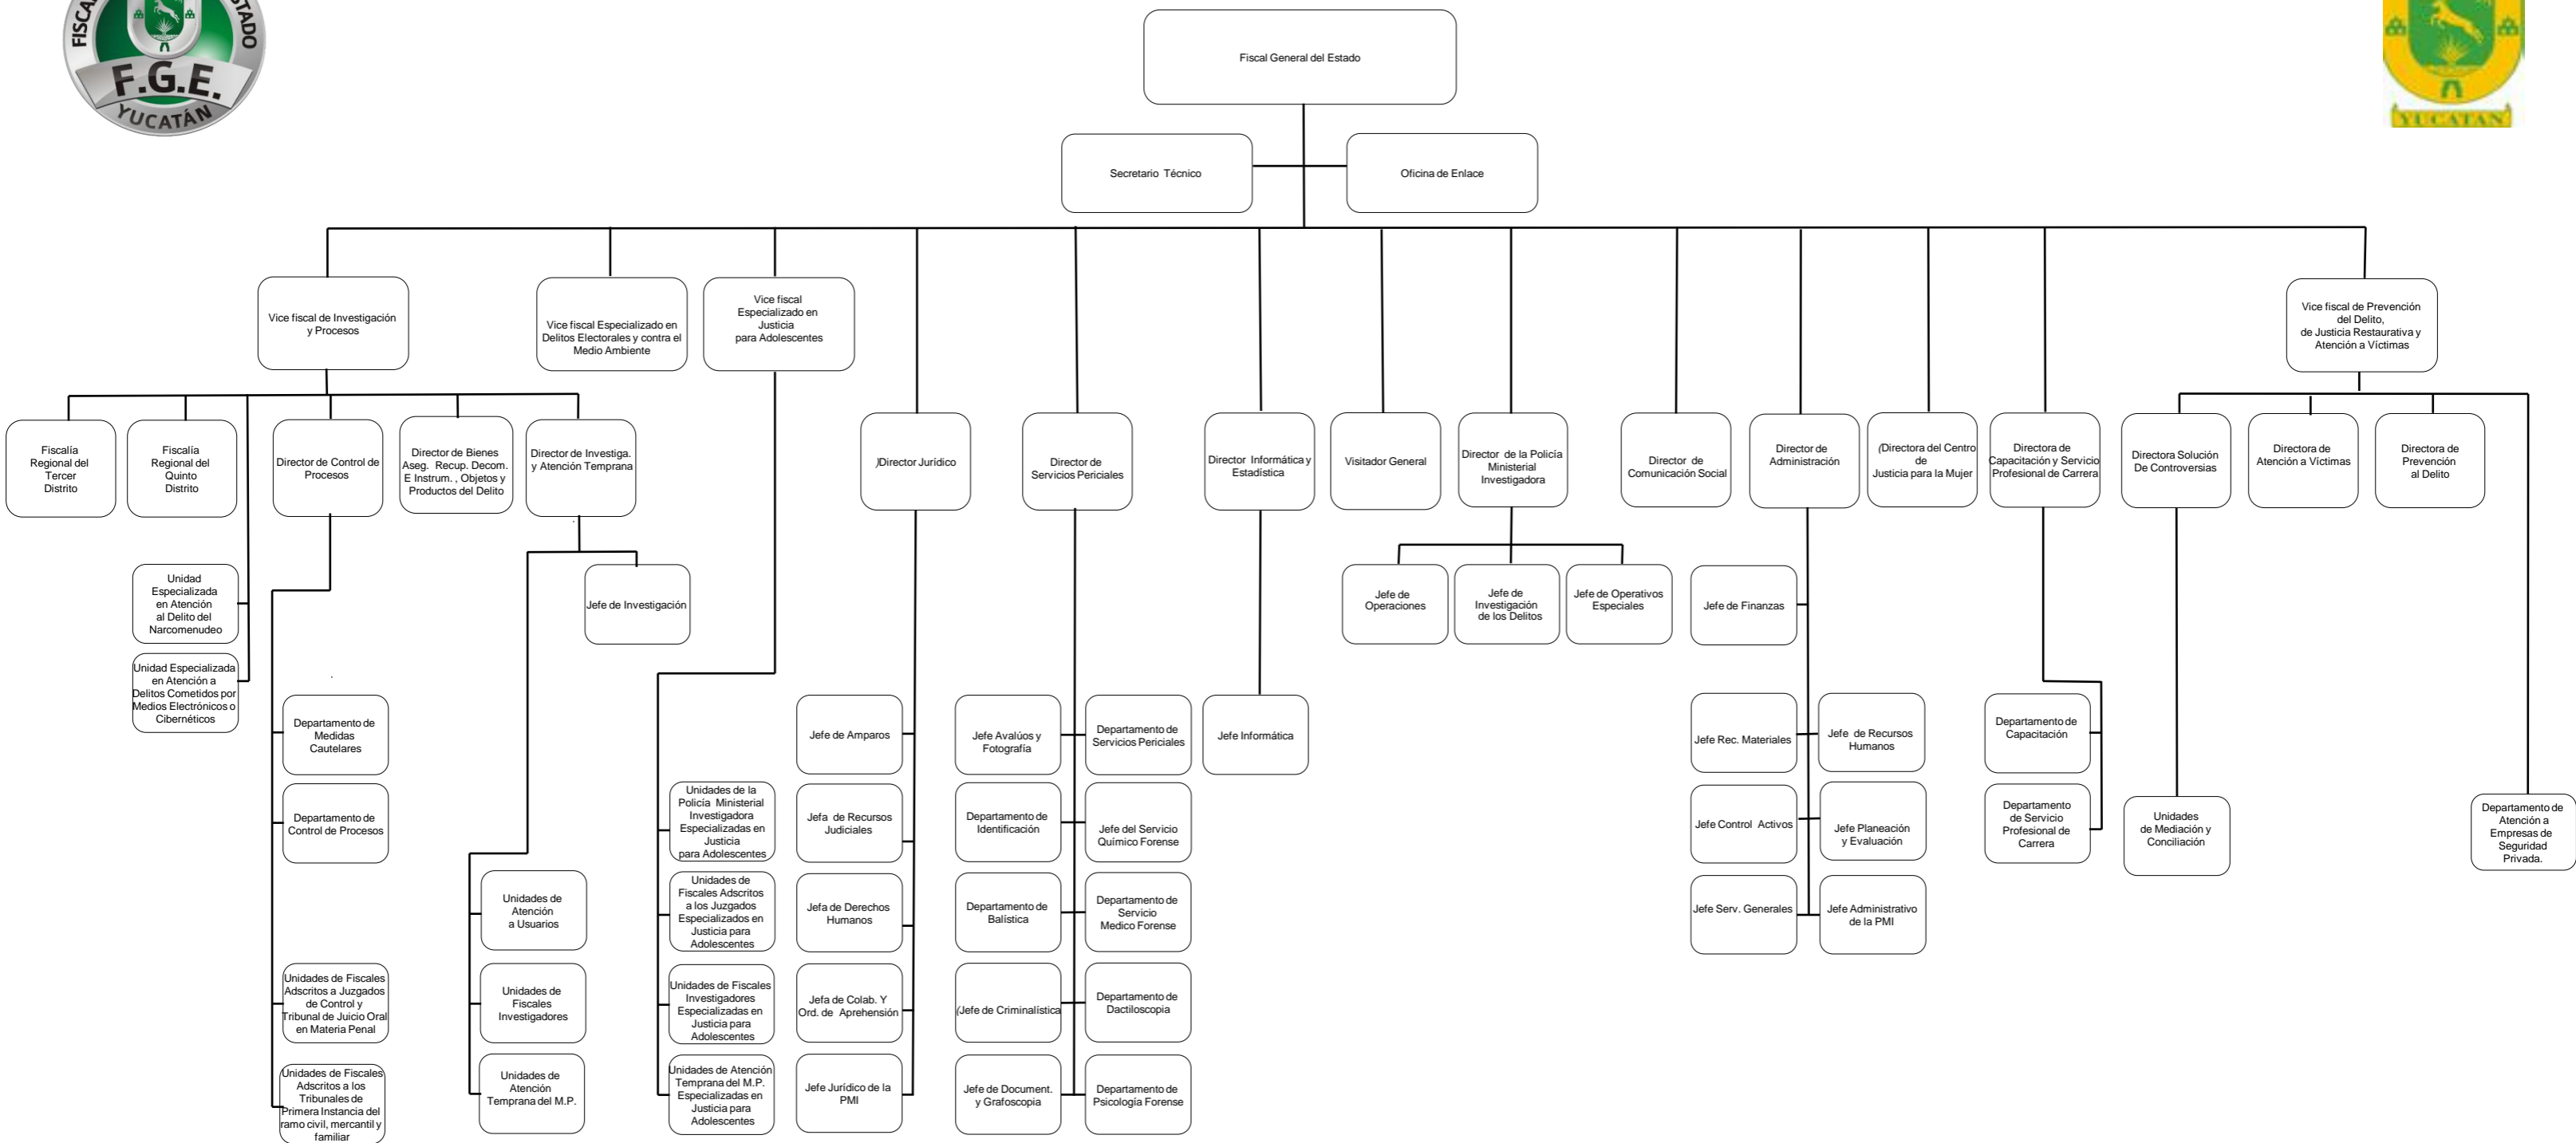 FISCA
STADO
F.G.E.
YUCATÁN
YUCATAN
Fiscal General del Estado
Secretario Técnico
Oficina de Enlace
Vice fiscal de Investigación
y Procesos
Vice fiscal Especializado en
Delitos Electorales y contra el
Medio Ambiente
Vice fiscal
Especializado en
Justicia
para Adolescentes
Vice fiscal de Prevención
del Delito,
de Justicia Restaurativa y
Atención a Víctimas
Fiscalía
Regional del
Tercer
Distrito
Fiscalía
Regional del
Quinto
Distrito
Director de Control de
Procesos
Director de Bienes
Aseg. Recup. Decom.
E Instrum. , Objetos y
Productos del Delito
Director de Investiga.
y Atención Temprana
)Director Jurídico
Director de
Servicios Periciales
Director Informática y
Estadística
Visitador General
Director de la Policía
Ministerial
Investigadora
Director de
Comunicación Social
Director de
Administración
(Directora del Centro
de
Justicia para la Mujer
Directora de
Capacitación y Servicio
Profesional de Carrera
Directora Solución
De Controversias
Directora de
Atención a Víctimas
Directora de
Prevención
al Delito
Unidad
Especializada
en Atención
al Delito del
Narcomenudeo
Jefe de Investigación
Jefe de
Operaciones
Jefe de
Investigación
de los Delitos
Jefe de Operativos
Especiales
Jefe de Finanzas
Unidad Especializada
en Atención a
Delitos Cometidos por
Medios Electrónicos o
Cibernéticos
Departamento de
Medidas
Cautelares
Jefe de Amparos
Jefe Avalúos y
Fotografía
Departamento de
Servicios Periciales
Jefe Informática
Jefe Rec. Materiales
Jefe de Recursos
Humanos
Departamento de
Capacitación
Departamento de
Control de Procesos
Unidades de la
Policía Ministerial
Investigadora
Especializadas en
Justicia
para Adolescentes
Jefa de Recursos
Judiciales
Departamento de
Identificación
Jefe del Servicio
Químico Forense
Jefe Control Activos
Jefe Planeación
y Evaluación
Departamento
de Servicio
Profesional de
Carrera
Unidades
de Mediación y
Conciliación
Departamento de
Atención a
Empresas de
Seguridad
Privada.
Unidades de
Atención
a Usuarios
Unidades de
Fiscales Adscritos
a los Juzgados
Especializados en
Justicia para
Adolescentes
Jefa de Derechos
Humanos
Departamento de
Balística
Departamento de
Servicio
Medico Forense
Jefe Serv. Generales
Jefe Administrativo
de la PMI
Unidades de Fiscales
Adscritos a Juzgados
de Control y
Tribunal de Juicio Oral
en Materia Penal
Unidades de
Fiscales
Investigadores
Unidades de Fiscales
Investigadores
Especializadas en
Justicia para
Adolescentes
Jefa de Colab. Y
Ord. de Aprehensión
(Jefe de Criminalística
Departamento de
Dactiloscopia
Unidades de Fiscales
Adscritos a los
Tribunales de
Primera Instancia del
ramo civil, mercantil y
familiar
Unidades de
Atención
Temprana del M.P.
Unidades de Atención
Temprana del M.P.
Especializadas en
Justicia para
Adolescentes
Jefe Jurídico de la
PMI
Jefe de Document.
y Grafoscopia
Departamento de
Psicología Forense